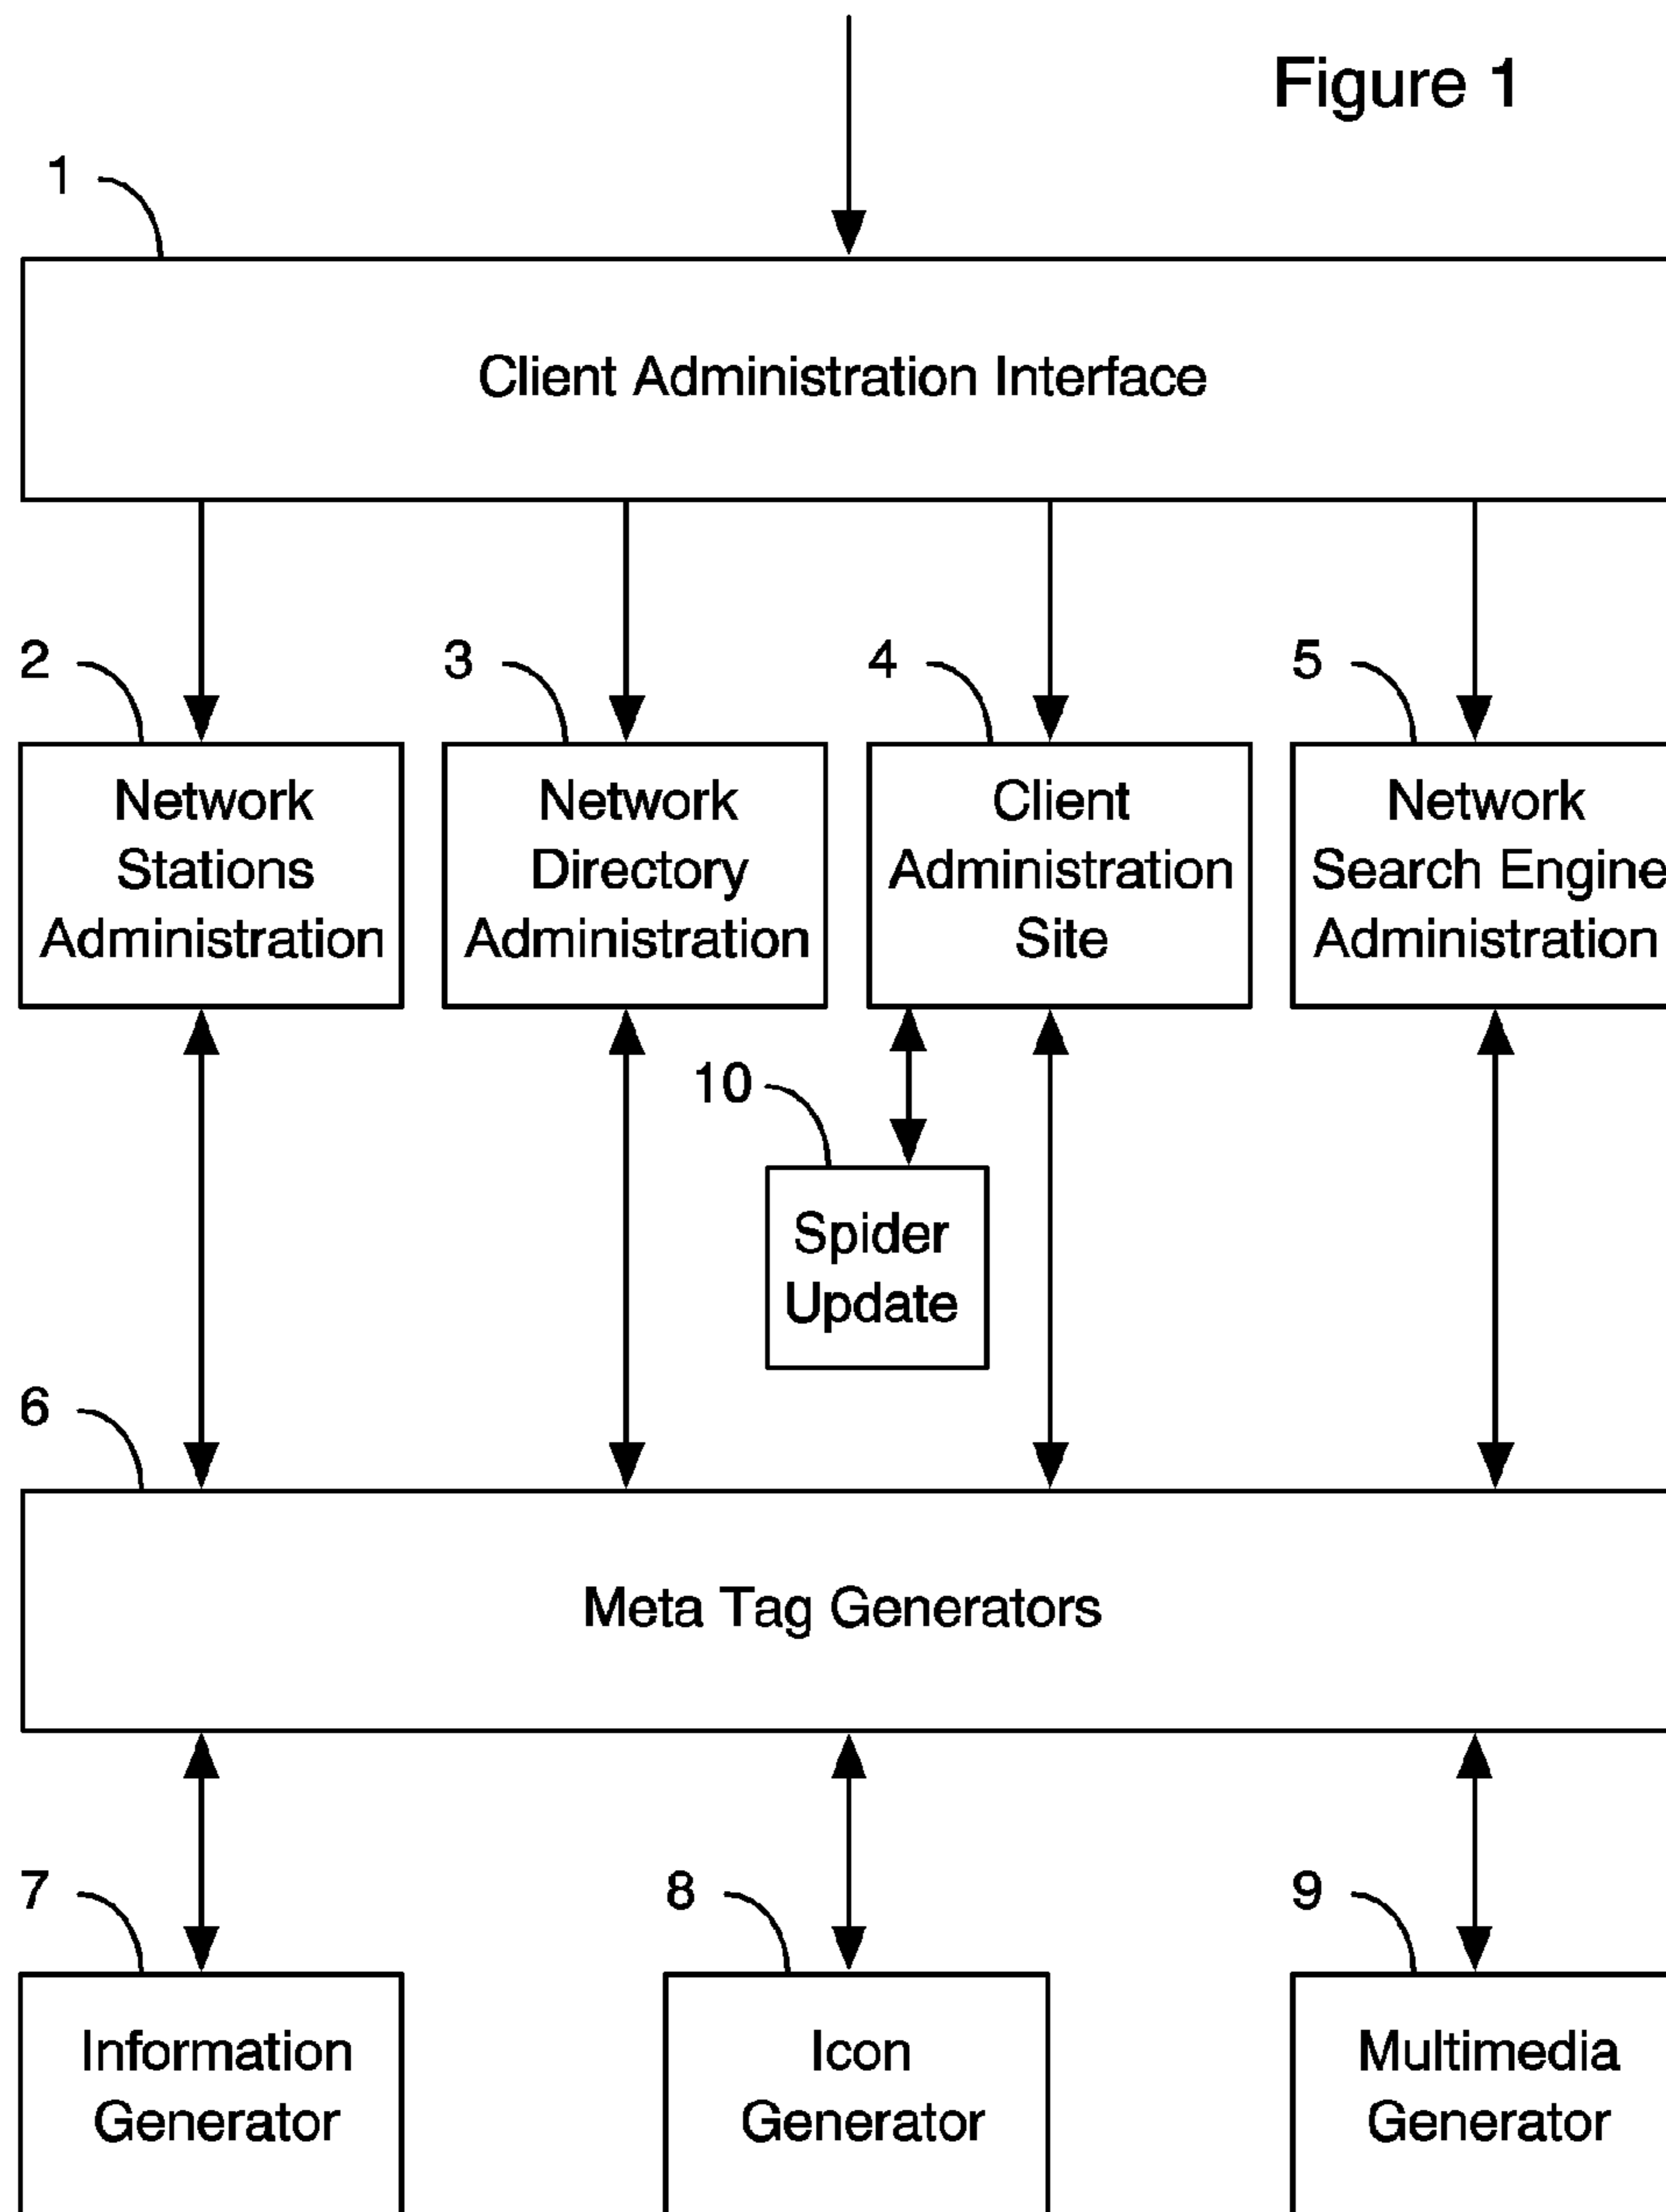 Figure 1
1
Client Administration Interface
2
3
4
5
Network
Stations
Administration
Network
Directory
Administration
Client
Administration
Site
Network
Search Engine
Administration
10
Spider
Update
6
Meta Tag Generators
7
8
9
Information
Generator
Icon
Generator
Multimedia
Generator